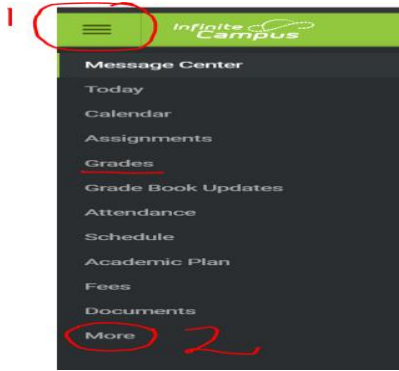 1
Infinite
Campus
Message Center
Today
Calendar
Assignments
Grades
Grade Book Updates
Attendance
Schedule
Academic Plan
Fees
Documents
More
2